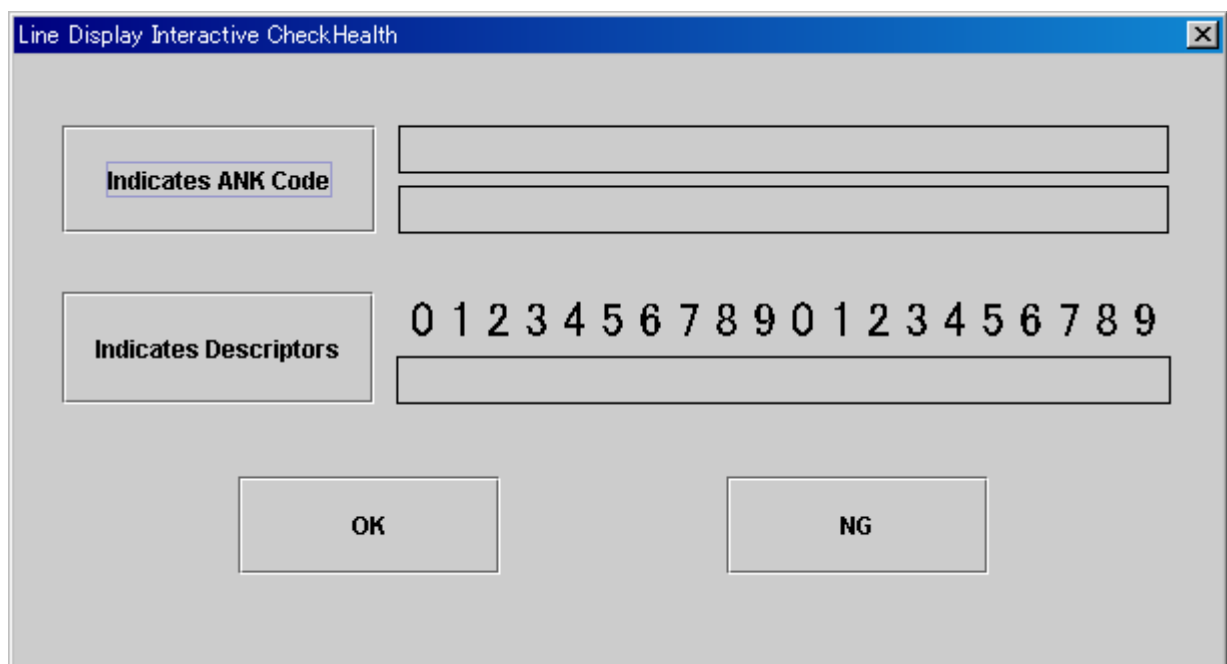 Line Display Interactive CheckHealth
Indicates ANK Code
0 1 2 3 4 5 6 7 8 9 0 1 2 3 4 5 6 7 8 9
Indicates Descriptors
OK
NG